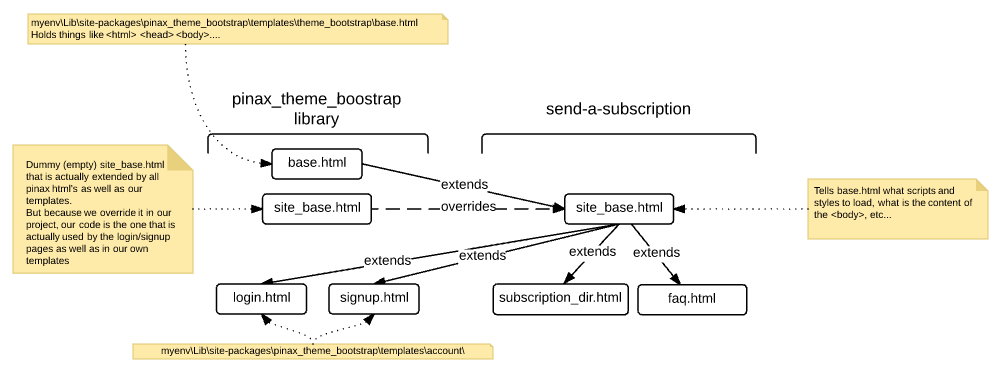 myenv\Lib\site-packages\pinax_theme_bootstrap\templates\theme_bootstrap\base.html
Holds things like <html> <head> <body>....
pinax_theme_boostrap
library
send-a-subscription
Dummy (empty) site_base.html
that is actually extended by all
pinax html's as well as our
templates.
But because we override it in our
project, our code is the one that is
actually used by the login/signup
pages as well as in our own
templates
base.html
extends
site_base.html
overrides
site_base.html
Tells base.html what scripts and
styles to load, what is the content of
the <body>, etc...
extends
extends
extends
extends
login.html
signup.html
subscription_dir.html
faq.html
myenv\Lib\site-packages\pinax_theme_bootstrap\templates\account\